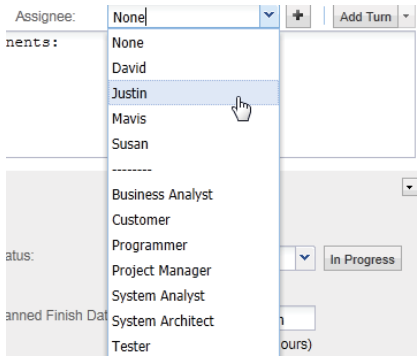 Assignee: None + Add Turn
nents: None
David
Justin
Mavis
Susan
--------
Business Analyst
Customer
Programmer
atus: In Progress
Project Manager
System Analyst
anned Finish Dat System Architect
Tester ours)